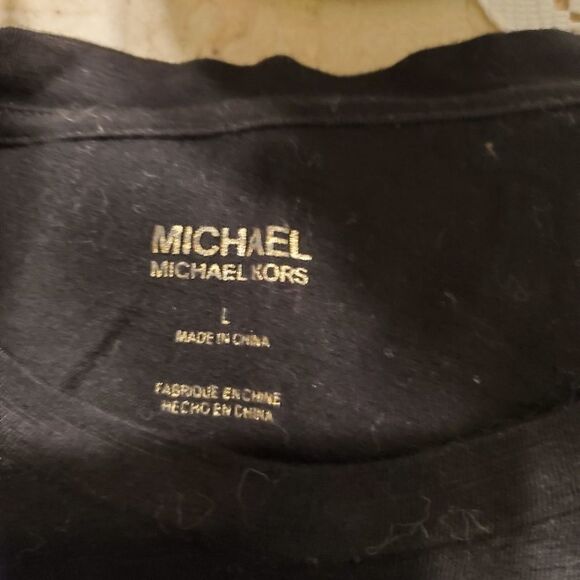 MICHAEL
MICHAEL KORS
L
MADE IN CHINA
FABRIQUE EN CHINE
HECHO EN CHINA